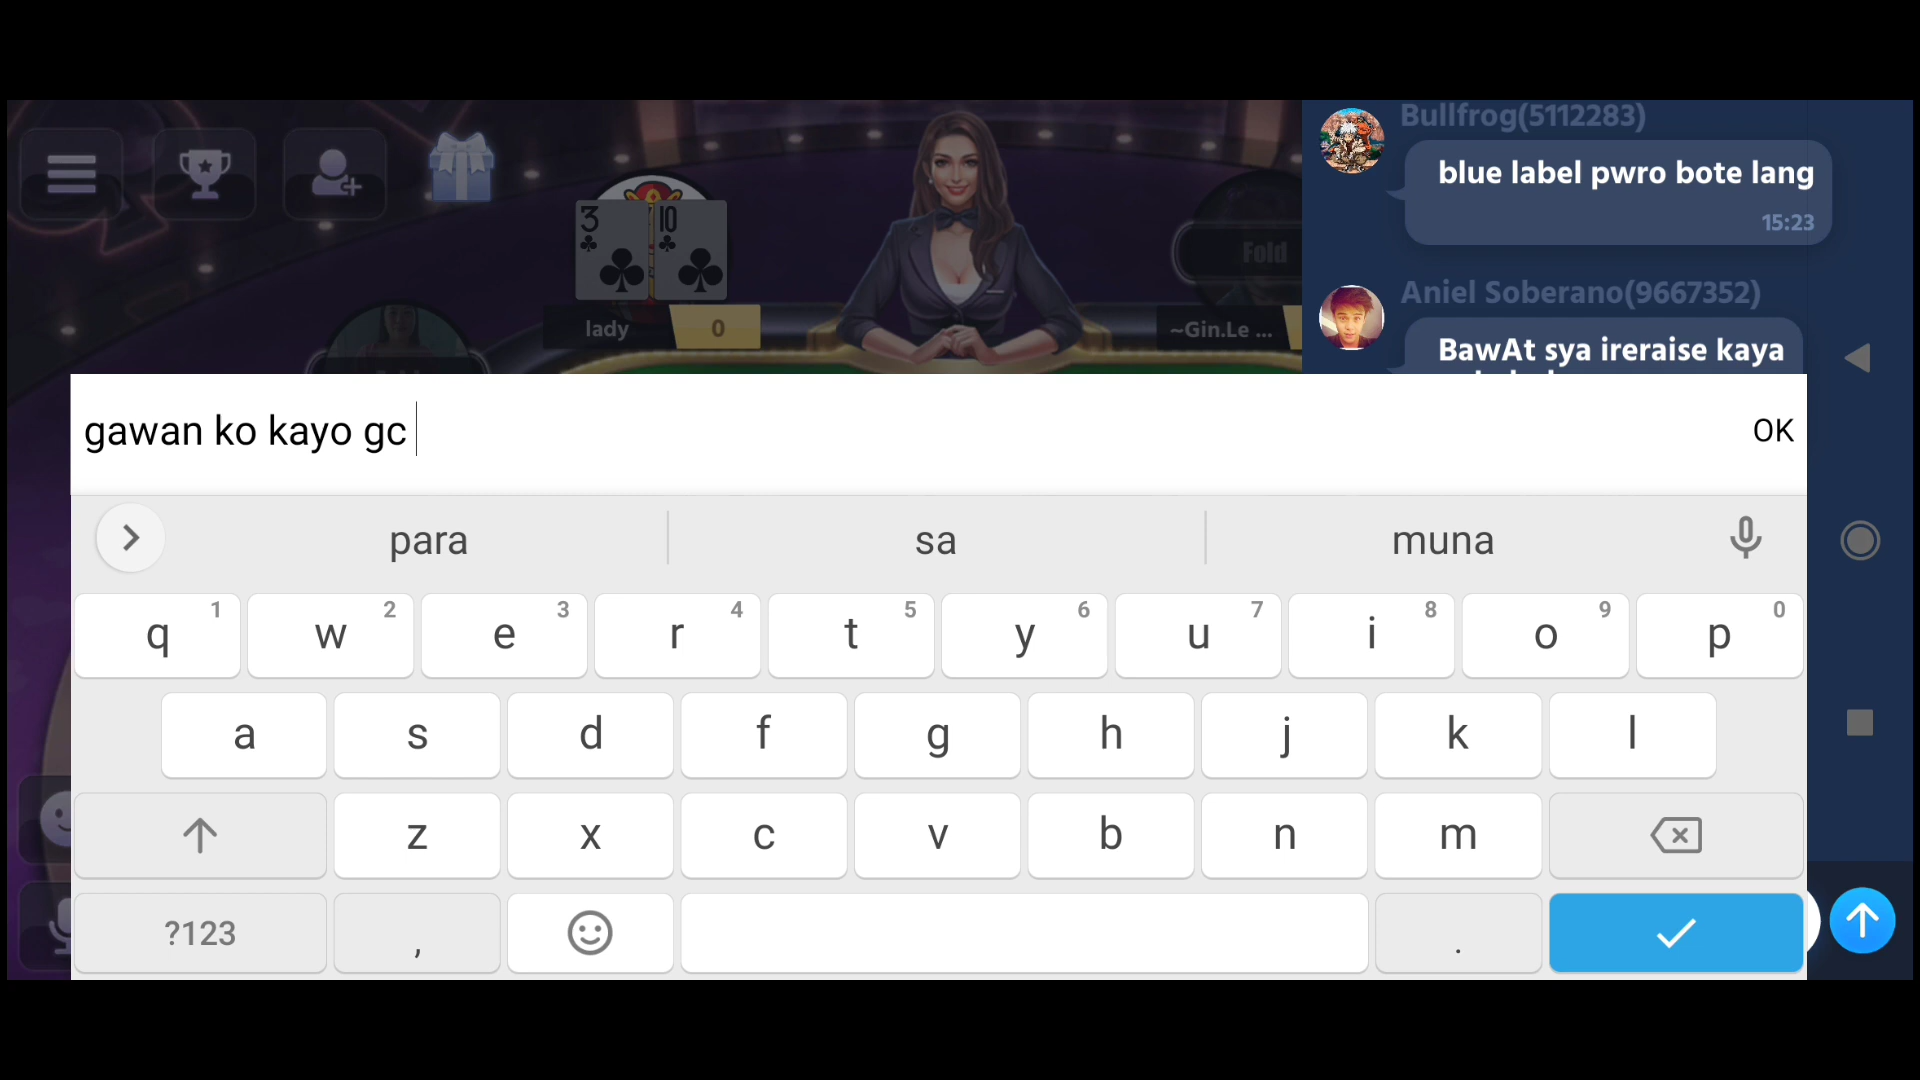 Bullfrog(5112283)
blue label pwro bote lang
15:23
3 10
Fold
Aniel Soberano(9667352)
lady 0
~Gin.Le ...
BawAt sya ireraise kaya
gawan ko kayo gc
OK
para sa muna
q 1 w 2 e 3 r 4 t 5 y 6 u 7 i 8 o 9 p 0
a s d f g h j k l
z x c v b n m
?123 , .